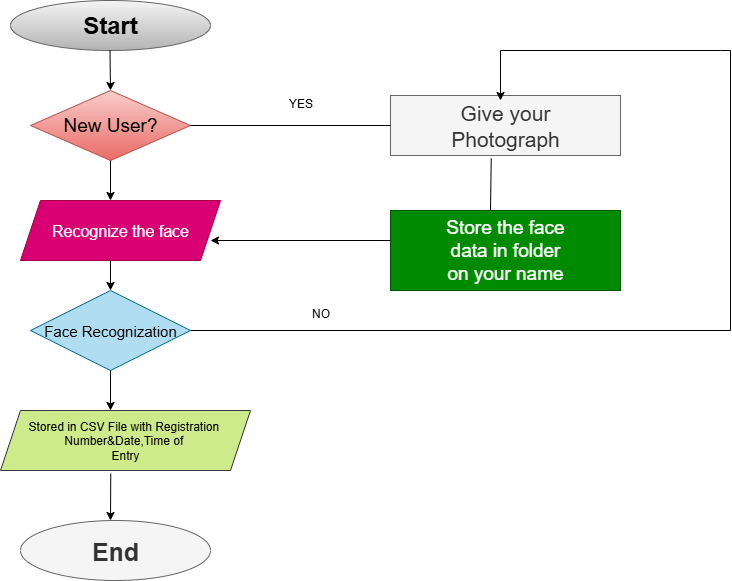 Start
YES
New User?
Give your
Photograph
Recognize the face
Store the face
data in folder
on your name
NO
Face Recognization
Stored in CSV File with Registration
Number&Date,Time of
Entry
End